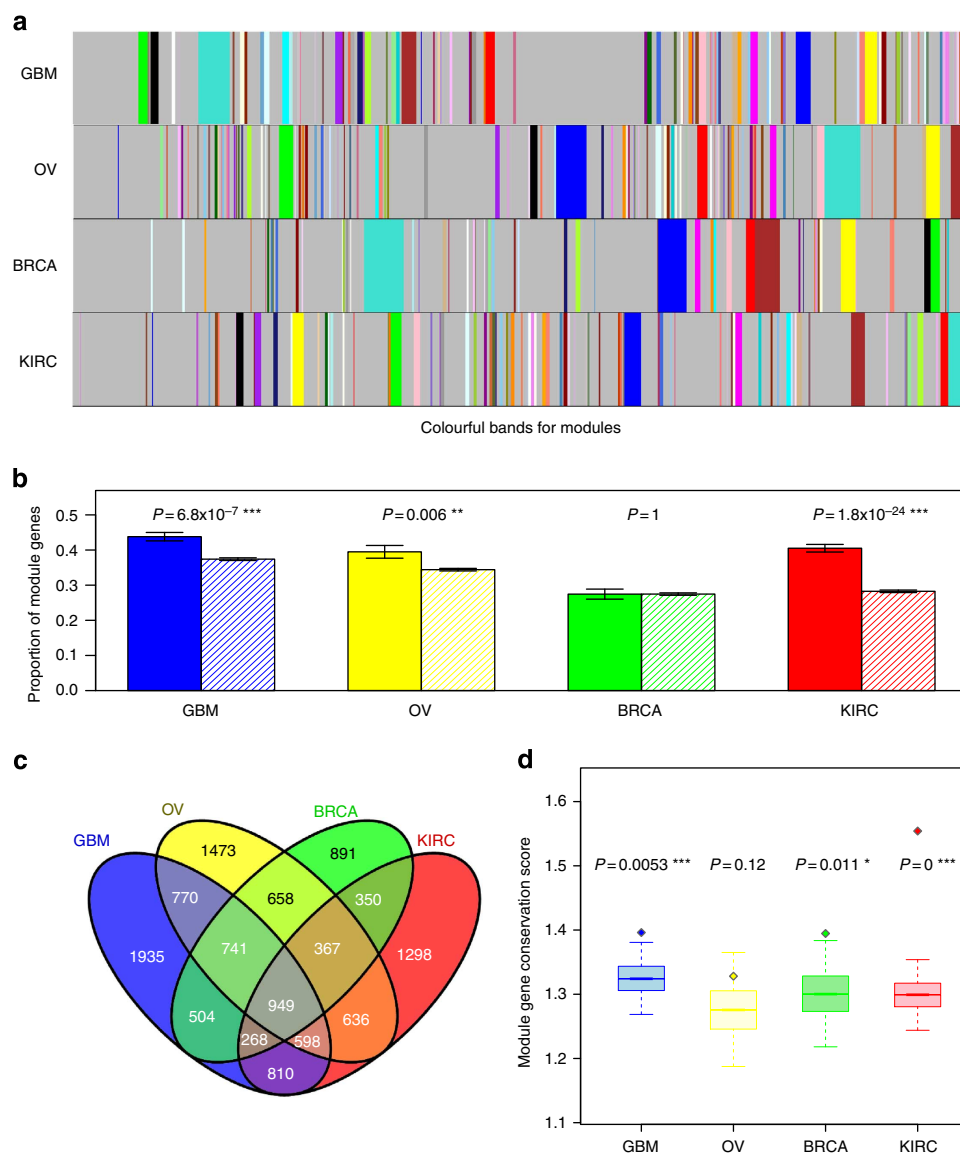 a
GBM
OV
BRCA
KIRC
Colourful bands for modules
b
Proportion of module genes
0.5
0.4
0.3
0.2
0.1
0.0
P=6.8x10⁻⁷ ***
P=0.006 **
P=1
P=1.8x10⁻²⁴ ***
GBM
OV
BRCA
KIRC
c
GBM
OV
BRCA
KIRC
1473
891
770
658
350
1935
741
367
1298
504
949
636
268
598
810
d
Module gene conservation score
1.6
1.5
1.4
1.3
1.2
1.1
P=0.0053 ***
P=0.12
P=0.011 *
P=0 ***
GBM
OV
BRCA
KIRC